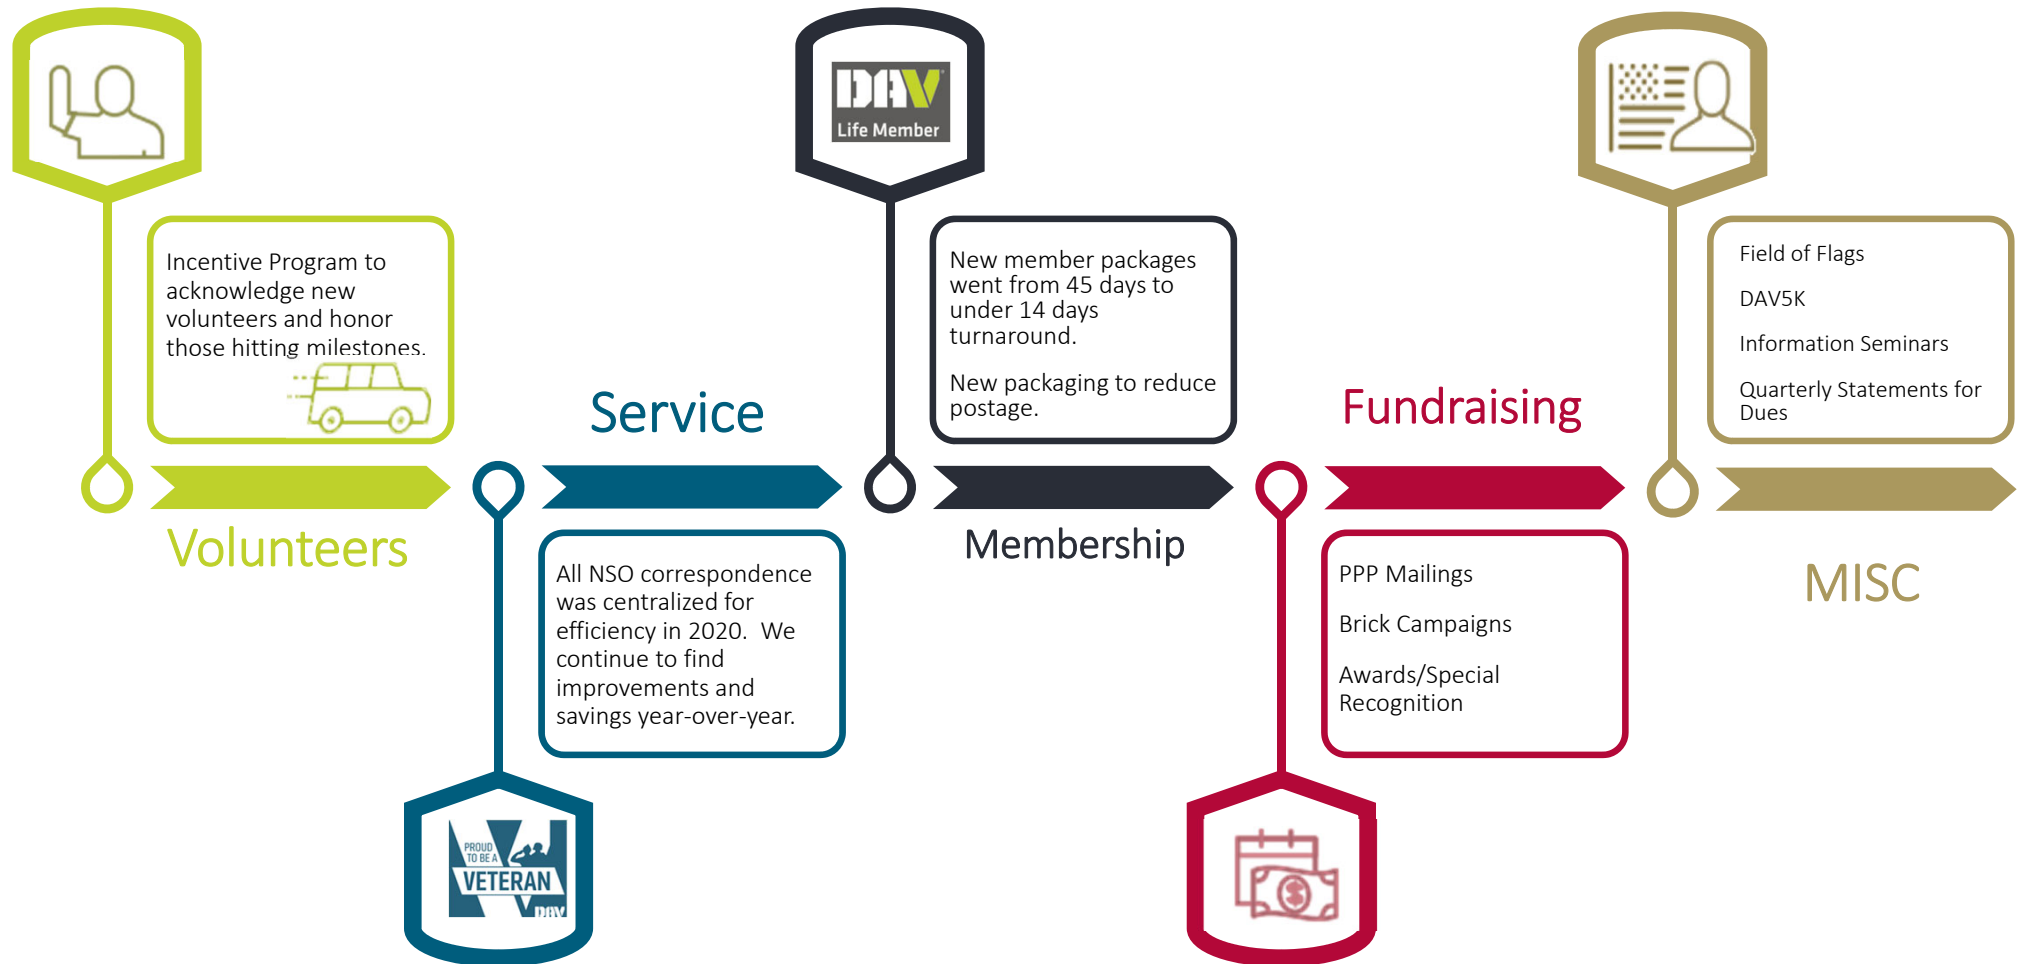 Incentive Program to
acknowledge new
volunteers and honor
those hitting milestones.
Volunteers
Service
All NSO correspondence
was centralized for
efficiency in 2020.  We
continue to find
improvements and
savings year-over-year.
PROUD
TO BE A
VETERAN
DAV
DAV
Life Member
New member packages
went from 45 days to
under 14 days
turnaround.
New packaging to reduce
postage.
Membership
Fundraising
PPP Mailings
Brick Campaigns
Awards/Special
Recognition
Field of Flags
DAV5K
Information Seminars
Quarterly Statements for
Dues
MISC